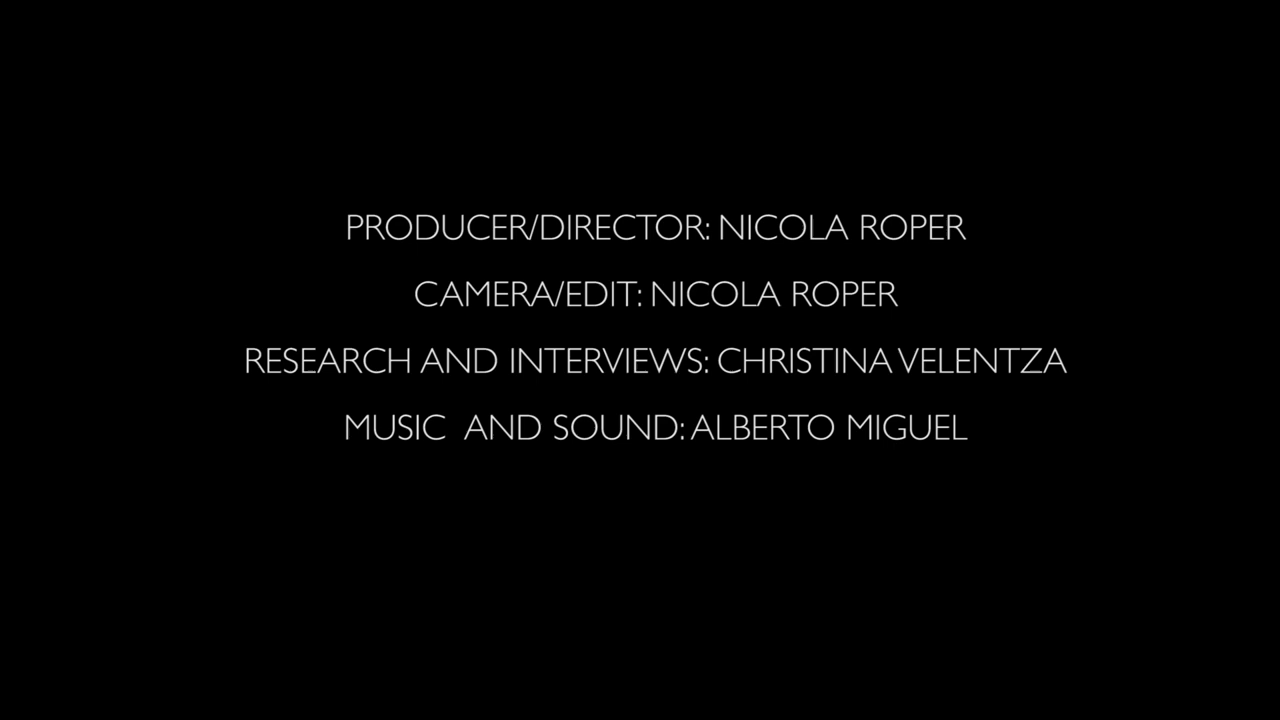 PRODUCER/DIRECTOR: NICOLA ROPER
CAMERA/EDIT: NICOLA ROPER
RESEARCH AND INTERVIEWS: CHRISTINA VELENTZA
MUSIC  AND SOUND: ALBERTO MIGUEL